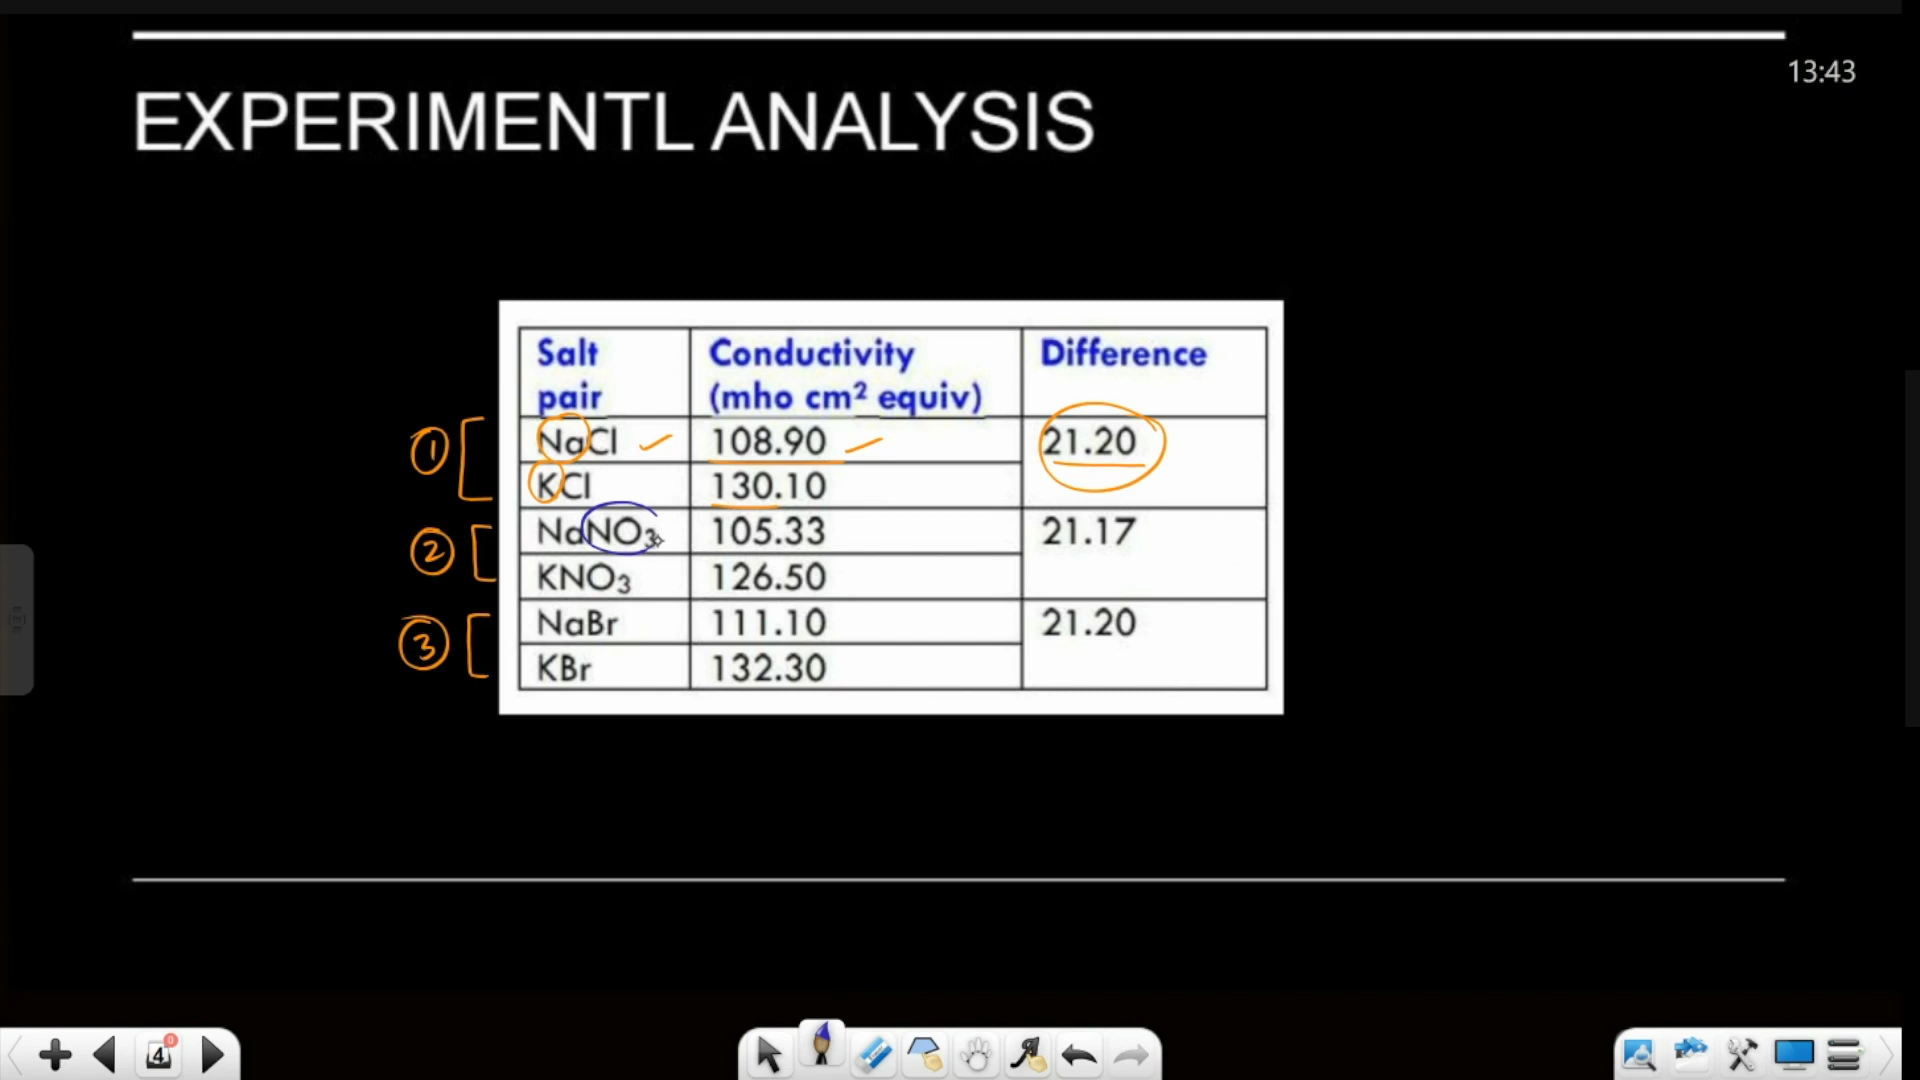 13:43
EXPERIMENTL ANALYSIS
Salt pair Conductivity (mho cm² equiv) Difference
① NaCl 108.90 21.20
KCl 130.10
② NaNO₃ 105.33 21.17
KNO₃ 126.50
③ NaBr 111.10 21.20
KBr 132.30
4